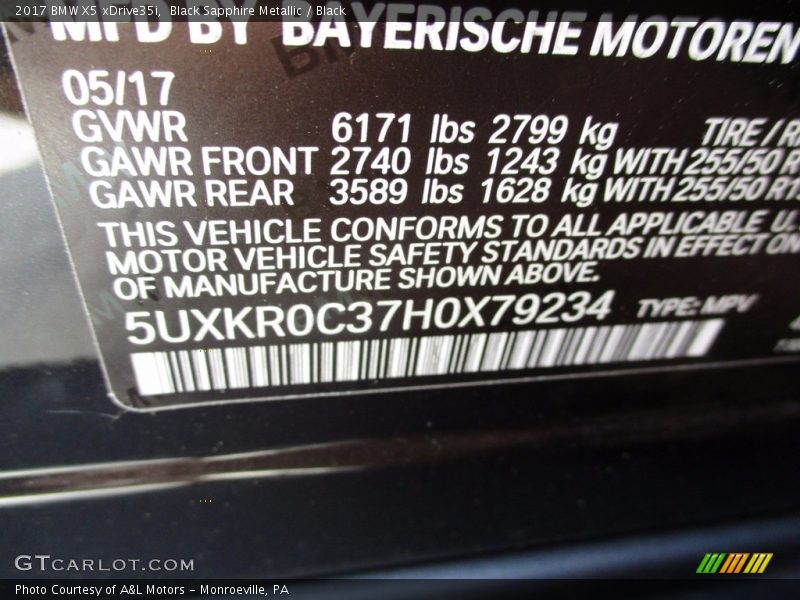 2017 BMW X5 xDrive35i, Black Sapphire Metallic / Black
MFD BY BAYERISCHE MOTOREN
05/17
GVWR 6171 lbs 2799 kg TIRE / R
GAWR FRONT 2740 lbs 1243 kg WITH 255/50 R
GAWR REAR 3589 lbs 1628 kg WITH 255/50 R1
THIS VEHICLE CONFORMS TO ALL APPLICABLE U.S
MOTOR VEHICLE SAFETY STANDARDS IN EFFECT ON
OF MANUFACTURE SHOWN ABOVE.
5UXKR0C37H0X79234 TYPE: MPV
GTCARLOT.COM
Photo Courtesy of A&L Motors – Monroeville, PA